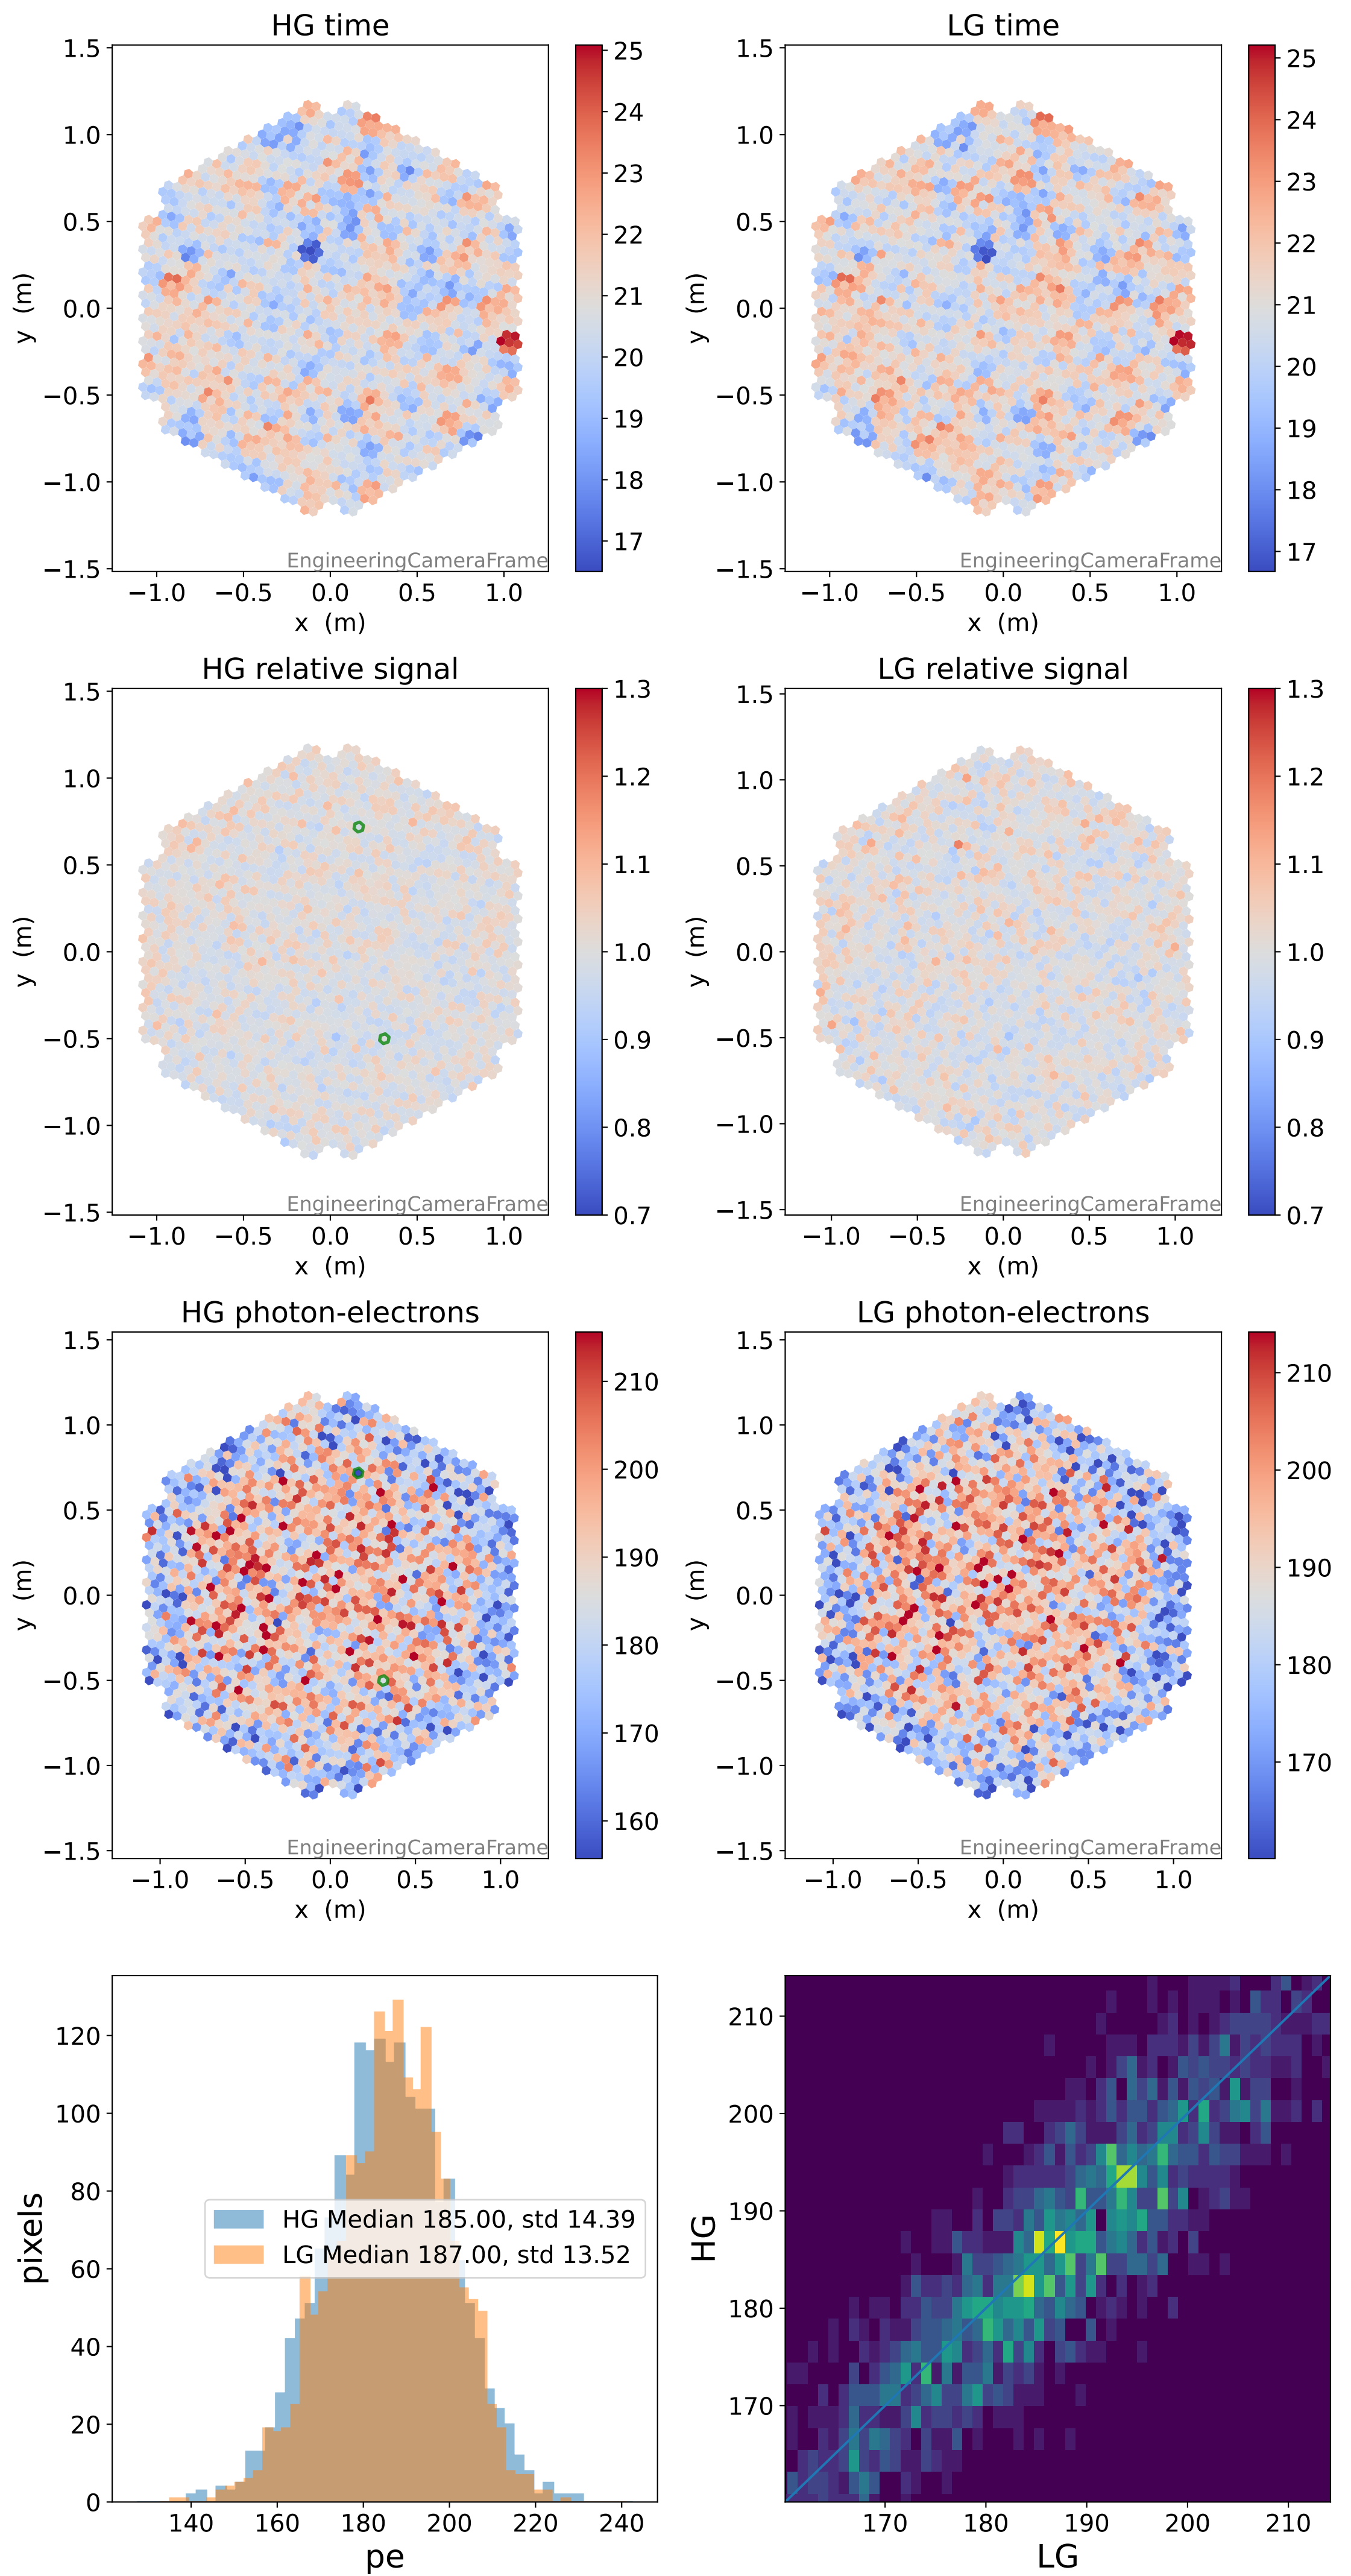 HG time
LG time
1.5
1.0
0.5
0.0
−0.5
−1.0
−1.5
y (m)
EngineeringCameraFrame
−1.0 −0.5 0.0 0.5 1.0
x (m)
25
24
23
22
21
20
19
18
17
1.5
1.0
0.5
0.0
−0.5
−1.0
−1.5
y (m)
EngineeringCameraFrame
−1.0 −0.5 0.0 0.5 1.0
x (m)
25
24
23
22
21
20
19
18
17
HG relative signal
LG relative signal
1.5
1.0
0.5
0.0
−0.5
−1.0
−1.5
y (m)
EngineeringCameraFrame
−1.0 −0.5 0.0 0.5 1.0
x (m)
1.3
1.2
1.1
1.0
0.9
0.8
0.7
1.5
1.0
0.5
0.0
−0.5
−1.0
−1.5
y (m)
EngineeringCameraFrame
−1.0 −0.5 0.0 0.5 1.0
x (m)
1.3
1.2
1.1
1.0
0.9
0.8
0.7
HG photon-electrons
LG photon-electrons
1.5
1.0
0.5
0.0
−0.5
−1.0
−1.5
y (m)
EngineeringCameraFrame
−1.0 −0.5 0.0 0.5 1.0
x (m)
210
200
190
180
170
160
1.5
1.0
0.5
0.0
−0.5
−1.0
−1.5
y (m)
EngineeringCameraFrame
−1.0 −0.5 0.0 0.5 1.0
x (m)
210
200
190
180
170
120
100
80
60
40
20
0
pixels
HG Median 185.00, std 14.39
LG Median 187.00, std 13.52
140 160 180 200 220 240
pe
210
200
190
180
170
HG
170 180 190 200 210
LG